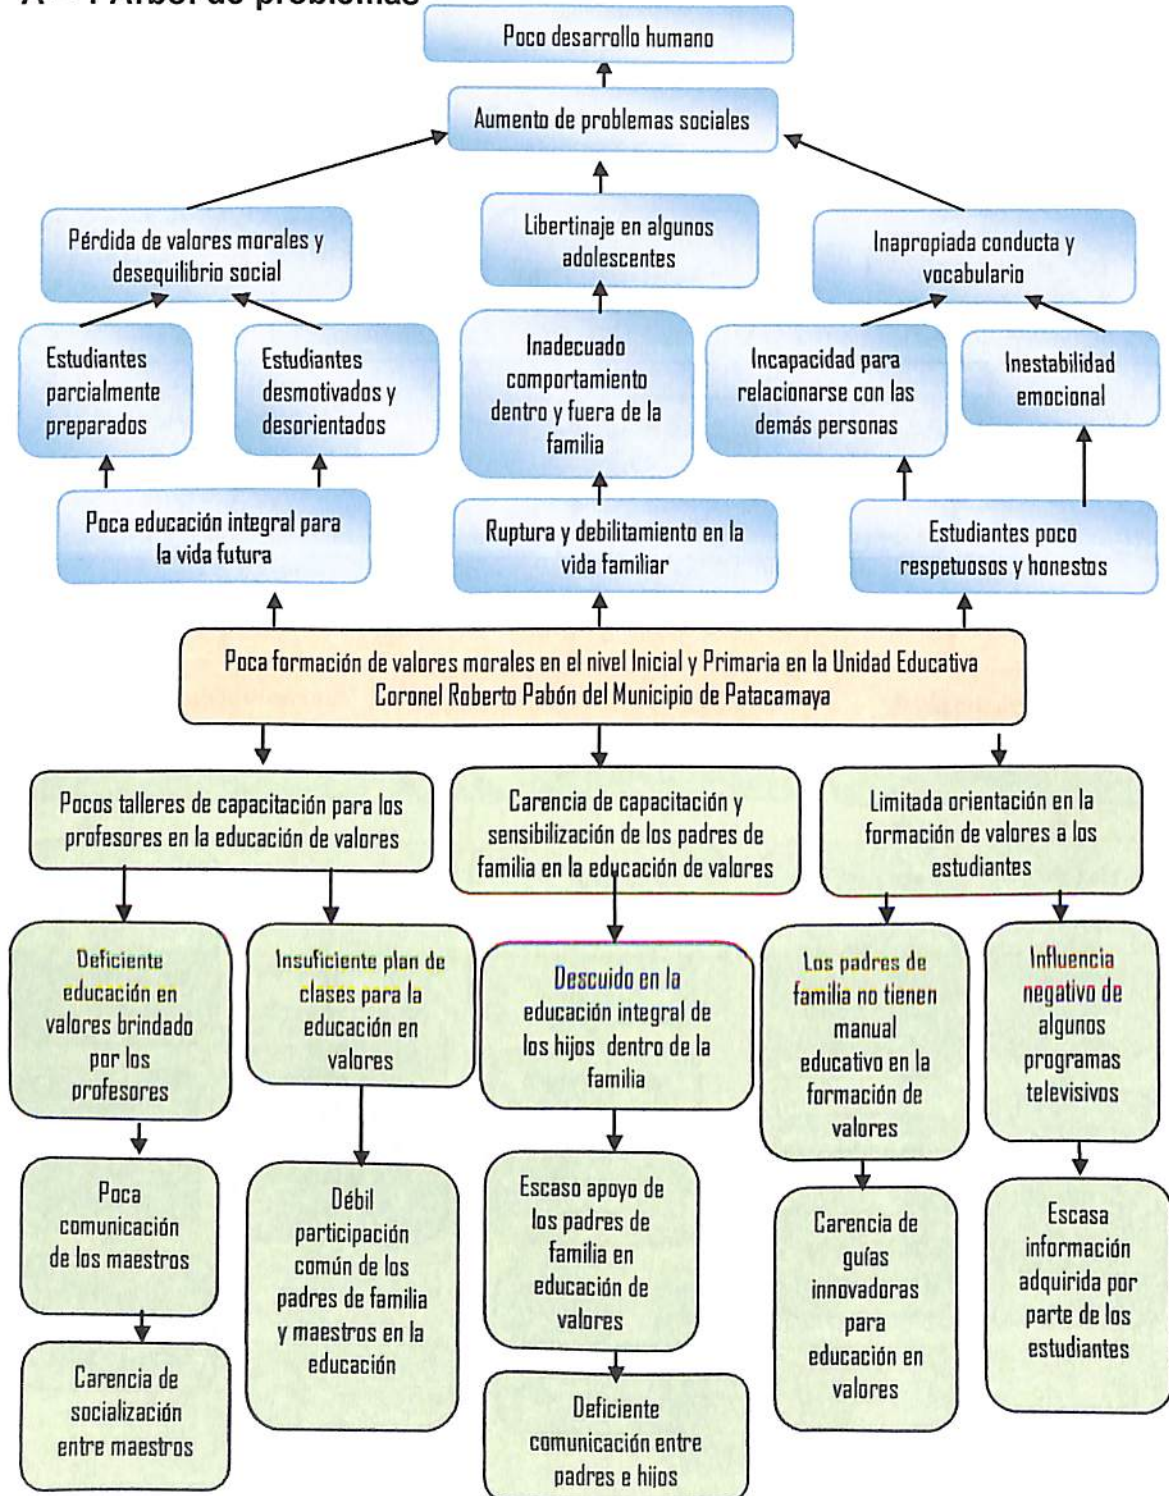 Árbol de problemas
Poco desarrollo humano
Aumento de problemas sociales
Pérdida de valores morales y
desequilibrio social
Libertinaje en algunos
adolescentes
Inapropiada conducta y
vocabulario
Estudiantes
parcialmente
preparados
Estudiantes
desmotivados y
desorientados
Inadecuado
comportamiento
dentro y fuera de la
familia
Incapacidad para
relacionarse con las
demás personas
Inestabilidad
emocional
Poca educación integral para
la vida futura
Ruptura y debilitamiento en la
vida familiar
Estudiantes poco
respetuosos y honestos
Poca formación de valores morales en el nivel Inicial y Primaria en la Unidad Educativa
Coronel Roberto Pabón del Municipio de Patacamaya
Pocos talleres de capacitación para los
profesores en la educación de valores
Carencia de capacitación y
sensibilización de los padres de
familia en la educación de valores
Limitada orientación en la
formación de valores a los
estudiantes
Deficiente
educación en
valores brindado
por los
profesores
Insuficiente plan de
clases para la
educación en
valores
Descuido en la
educación integral de
los hijos dentro de la
familia
Los padres de
familia no tienen
manual
educativo en la
formación de
valores
Influencia
negativo de
algunos
programas
televisivos
Poca
comunicación
de los maestros
Débil
participación
común de los
padres de familia
y maestros en la
educación
Escaso apoyo de
los padres de
familia en
educación de
valores
Carencia de
guías
innovadoras
para
educación en
valores
Escasa
información
adquirida por
parte de los
estudiantes
Carencia de
socialización
entre maestros
Deficiente
comunicación entre
padres e hijos